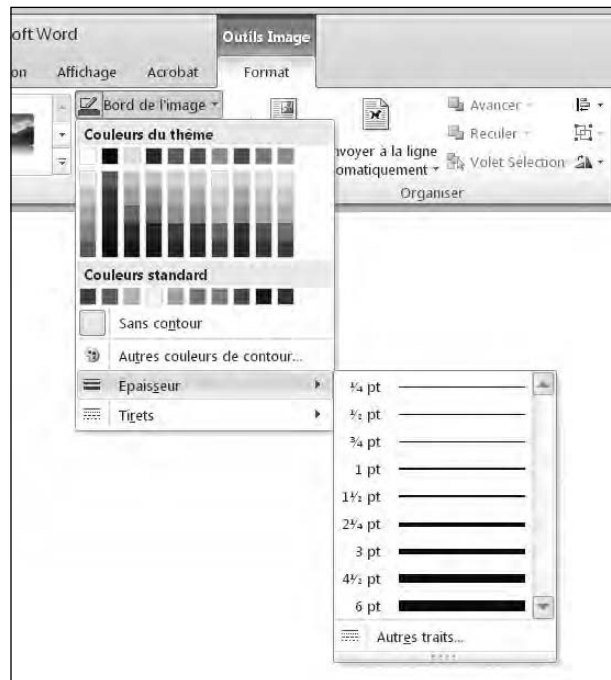 oft Word
Outils Image
on Affichage Acrobat Format
Bord de l'image
Avancer
Reculer
Volet Sélection
nvoyer à la ligne
omatiquement
Organiser
Couleurs du thème
Couleurs standard
Sans contour
Autres couleurs de contour...
Epaisseur
Tirets
¼ pt
½ pt
¾ pt
1 pt
1½ pt
2¼ pt
3 pt
4½ pt
6 pt
Autres traits...